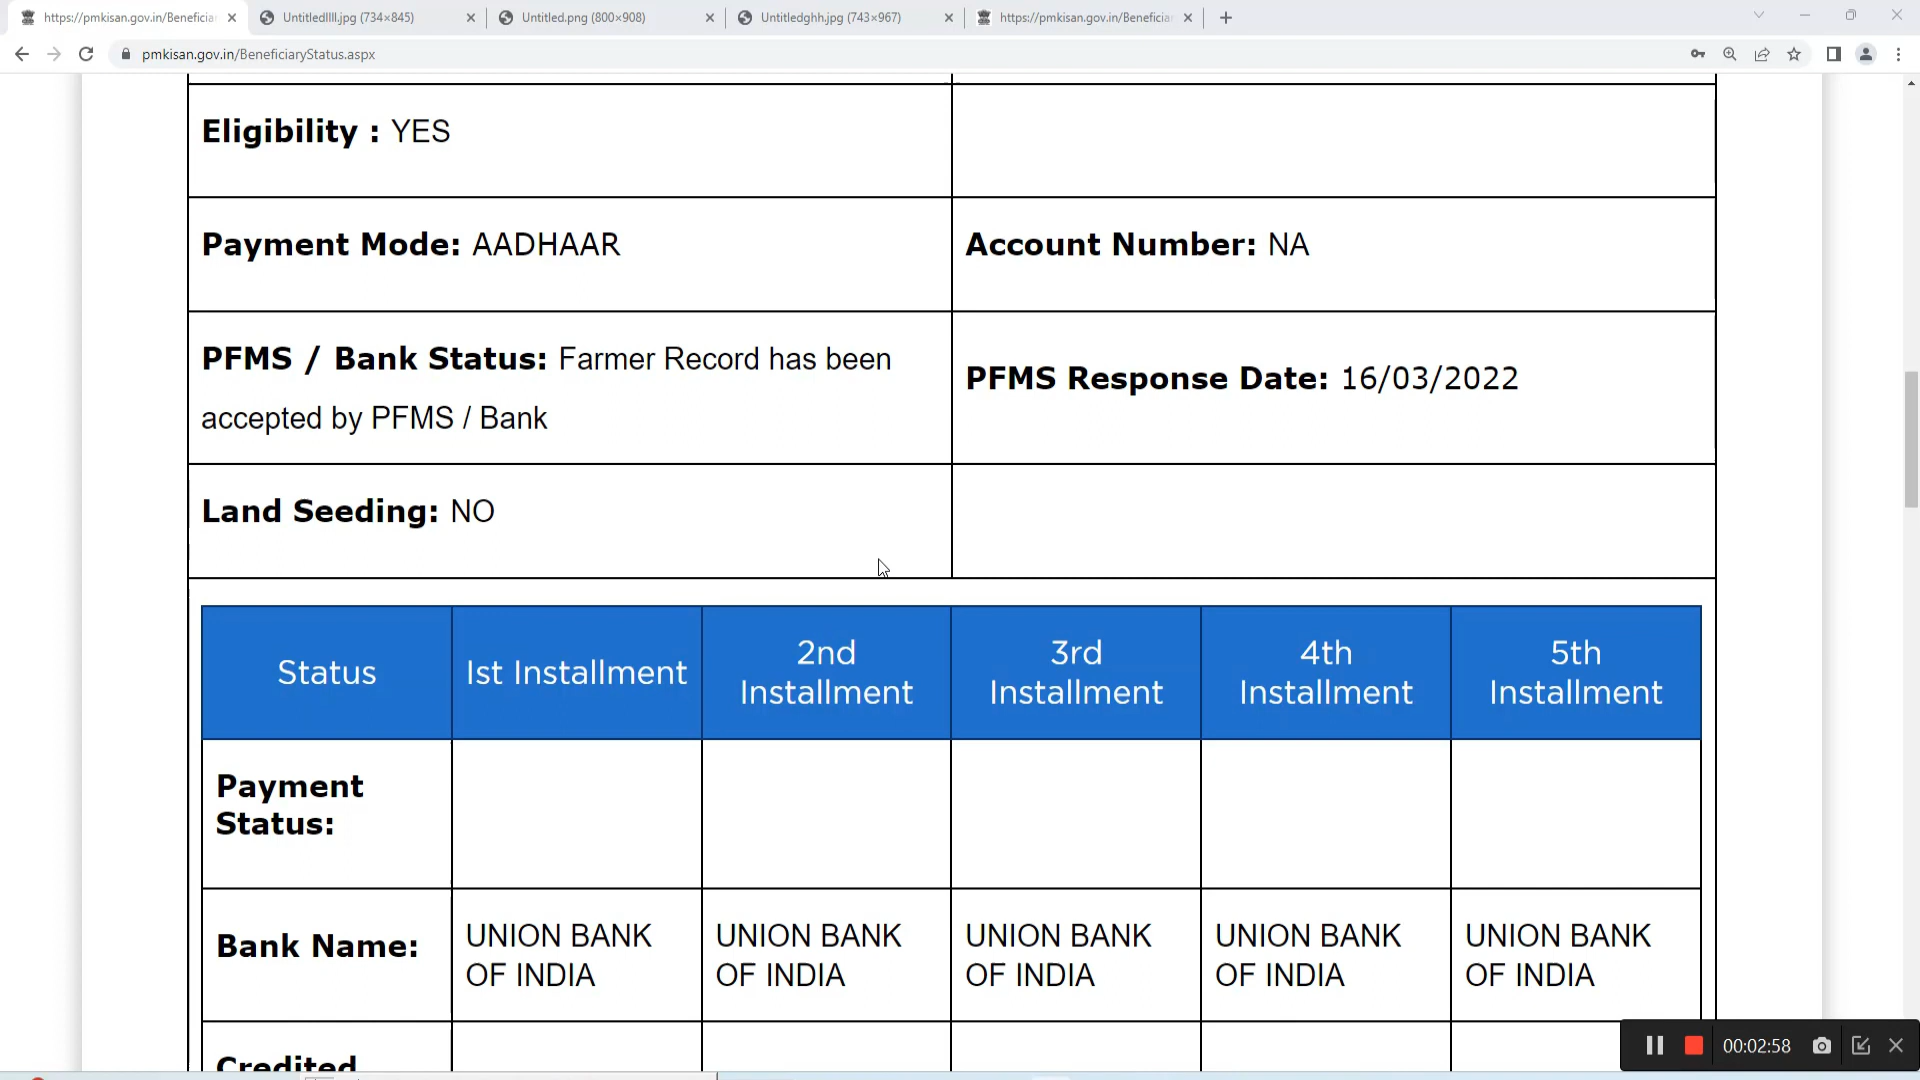 https://pmkisan.gov.in/Beneficia
Untitledllll.jpg (734×845)
Untitled.png (800×908)
Untitledghh.jpg (743×967)
https://pmkisan.gov.in/Beneficia
pmkisan.gov.in/BeneficiaryStatus.aspx
Eligibility : YES
Payment Mode: AADHAAR
Account Number: NA
PFMS / Bank Status: Farmer Record has been
accepted by PFMS / Bank
PFMS Response Date: 16/03/2022
Land Seeding: NO
Status
Ist Installment
2nd
Installment
3rd
Installment
4th
Installment
5th
Installment
Payment
Status:
Bank Name:
UNION BANK
OF INDIA
UNION BANK
OF INDIA
UNION BANK
OF INDIA
UNION BANK
OF INDIA
UNION BANK
OF INDIA
Credited
00:02:58